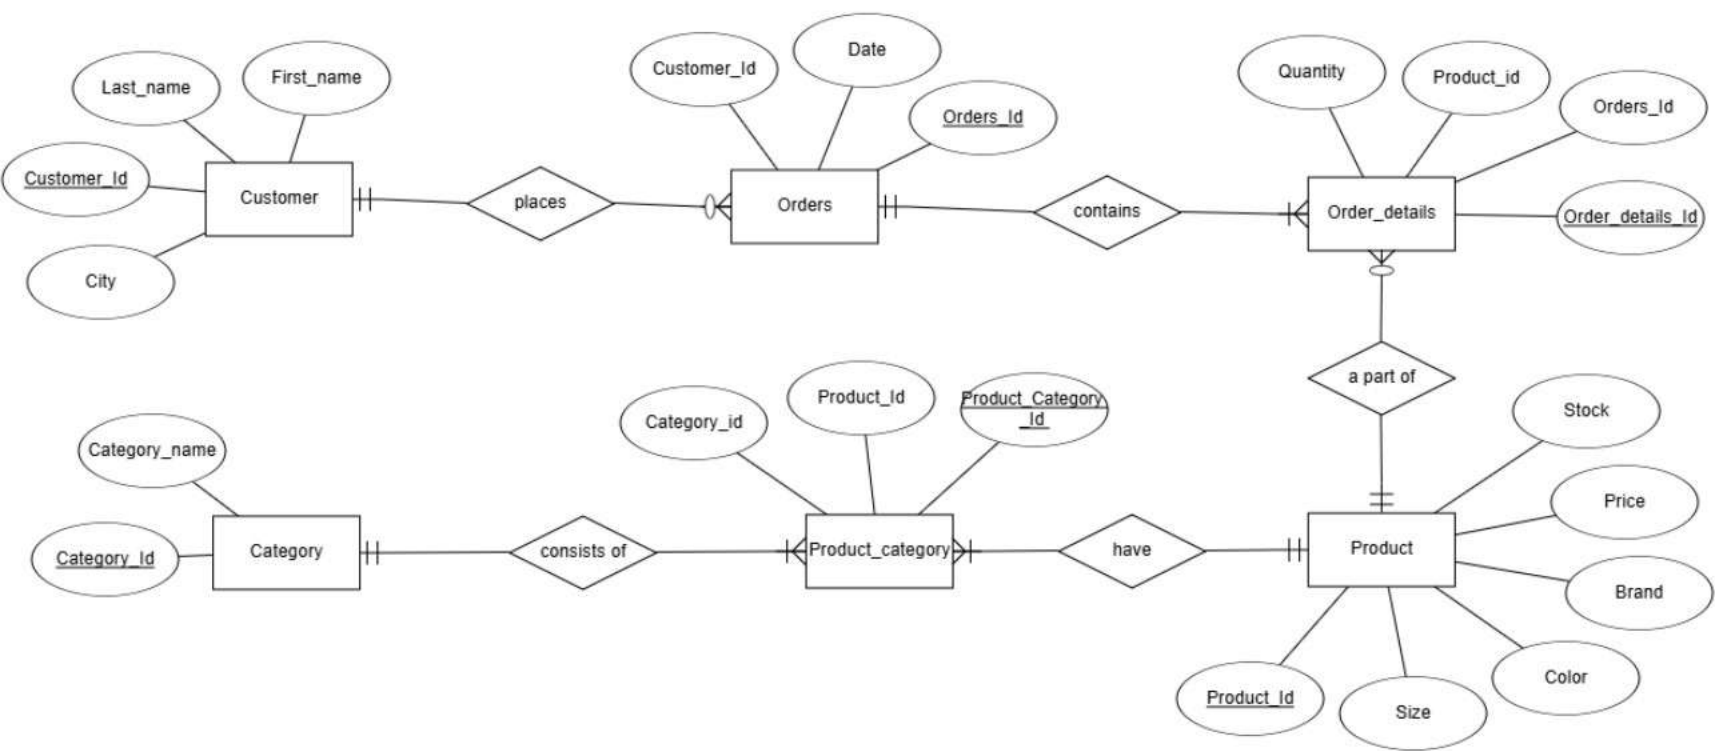 Date
Customer_Id
Quantity
Product_id
First_name
Last_name
Orders_Id
Orders_Id
Customer_Id
Customer
places
Orders
contains
Order_details
Order_details_Id
City
a part of
Product_Id
Product_Category
_Id
Stock
Category_id
Category_name
Price
Category_Id
Category
consists of
Product_category
have
Product
Brand
Color
Product_Id
Size